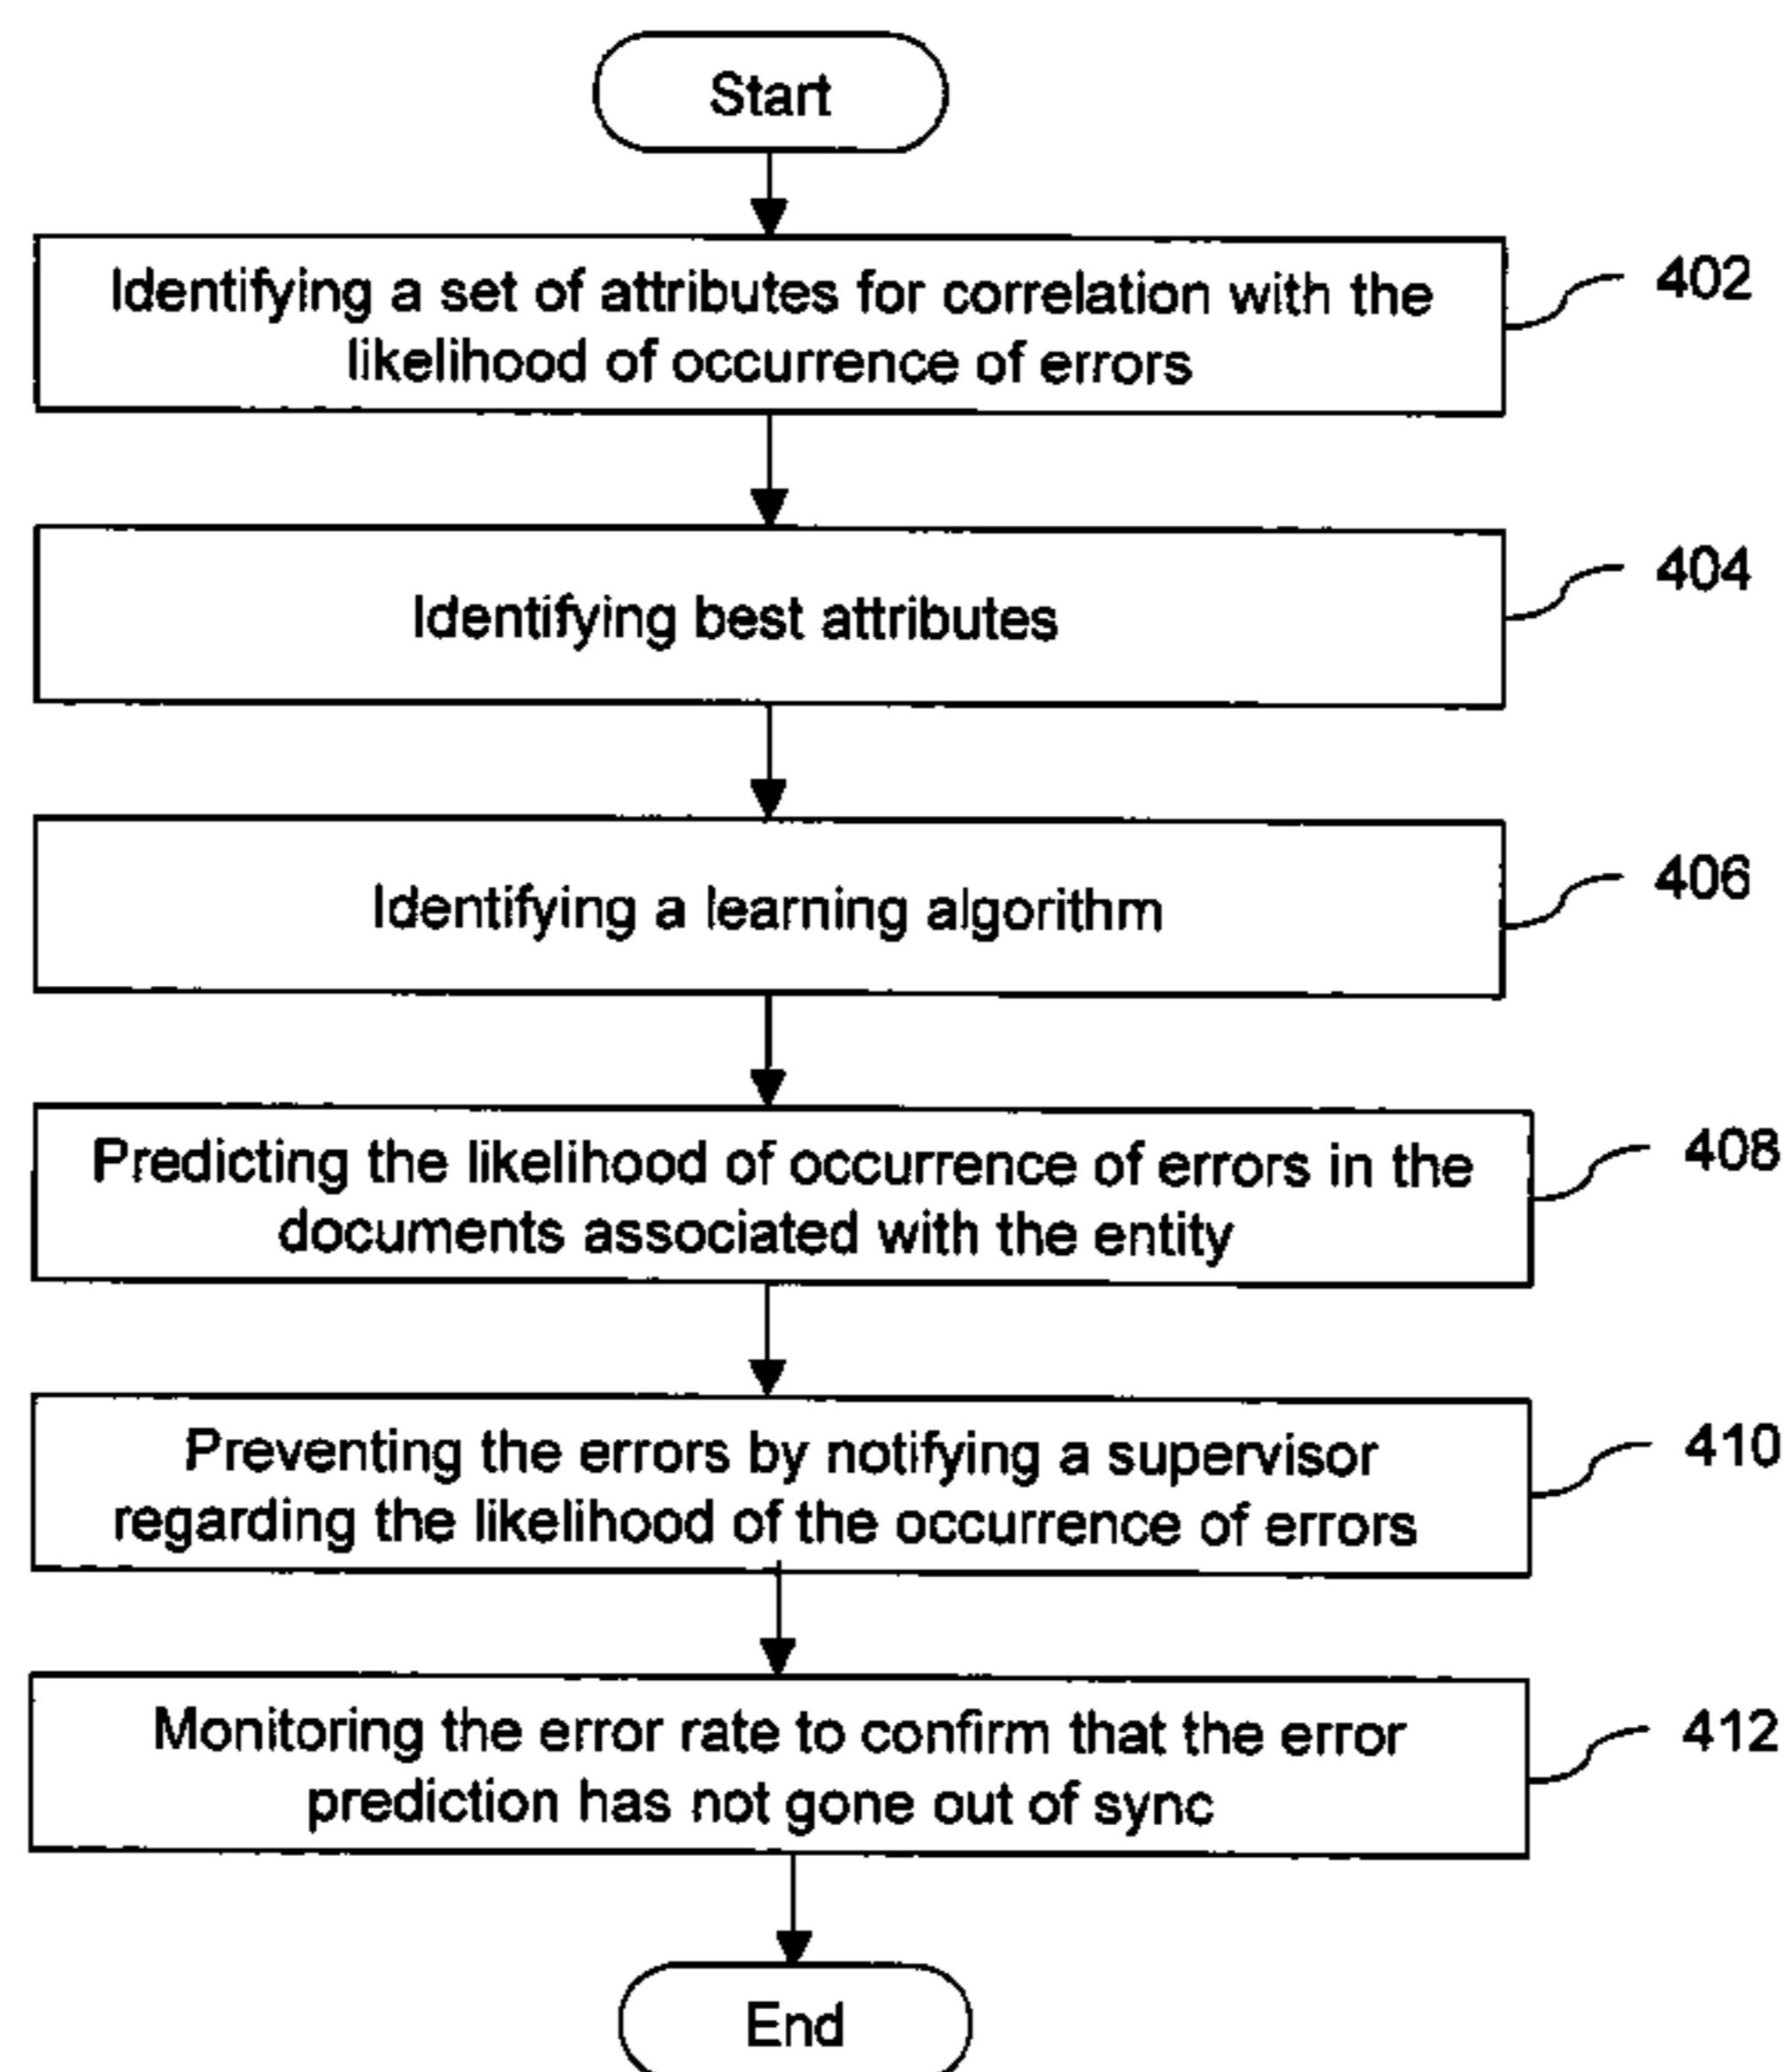 Start
Identifying a set of attributes for correlation with the
likelihood of occurrence of errors
402
Identifying best attributes
404
Identifying a learning algorithm
406
Predicting the likelihood of occurrence of errors in the
documents associated with the entity
408
Preventing the errors by notifying a supervisor
regarding the likelihood of the occurrence of errors
410
Monitoring the error rate to confirm that the error
prediction has not gone out of sync
412
End